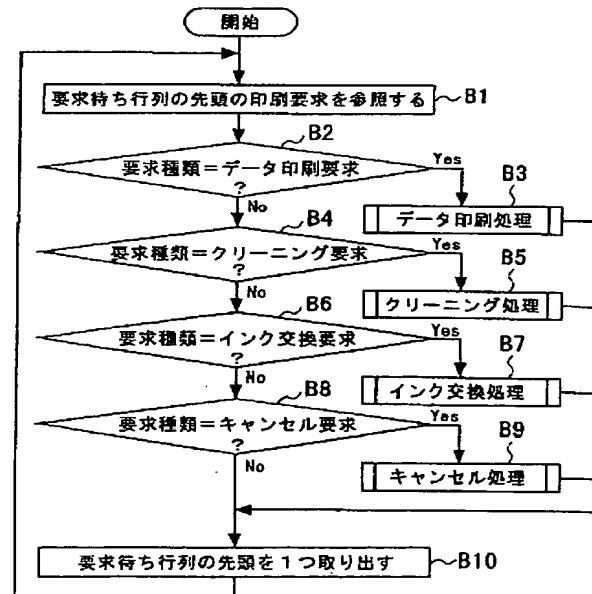 開始
要求待ち行列の先頭の印刷要求を参照する
B1
B2
要求種類=データ印刷要求
?
Yes
No
B3
データ印刷処理
B4
要求種類=クリーニング要求
?
Yes
No
B5
クリーニング処理
B6
要求種類=インク交換要求
?
Yes
No
B7
インク交換処理
B8
要求種類=キャンセル要求
?
Yes
No
B9
キャンセル処理
要求待ち行列の先頭を1つ取り出す
B10